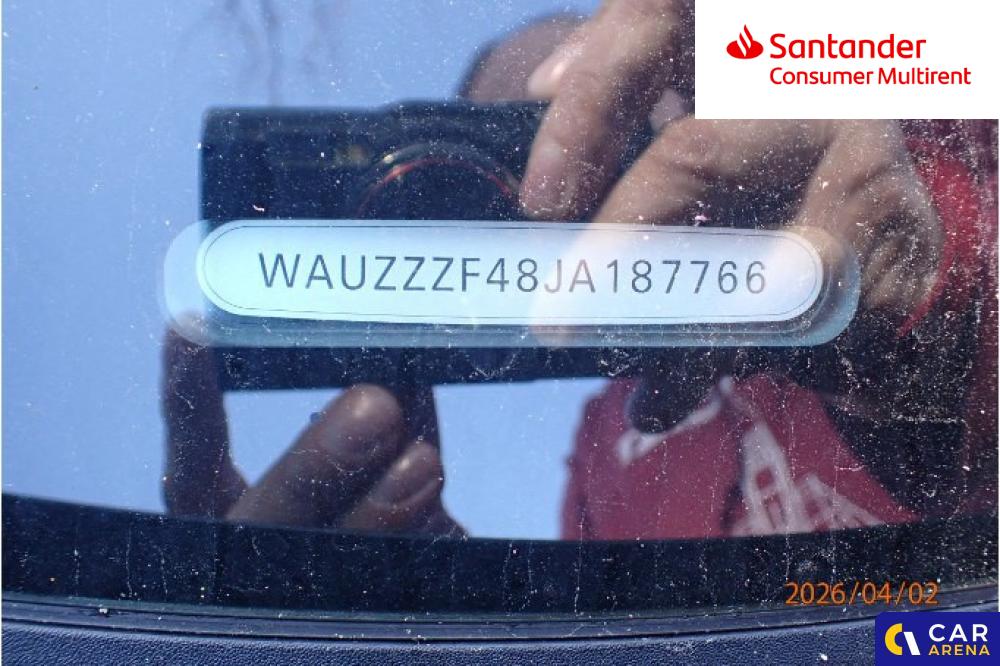 Santander
Consumer Multirent
WAUZZZF48JA187766
2026/04/02
CAR
ARENA